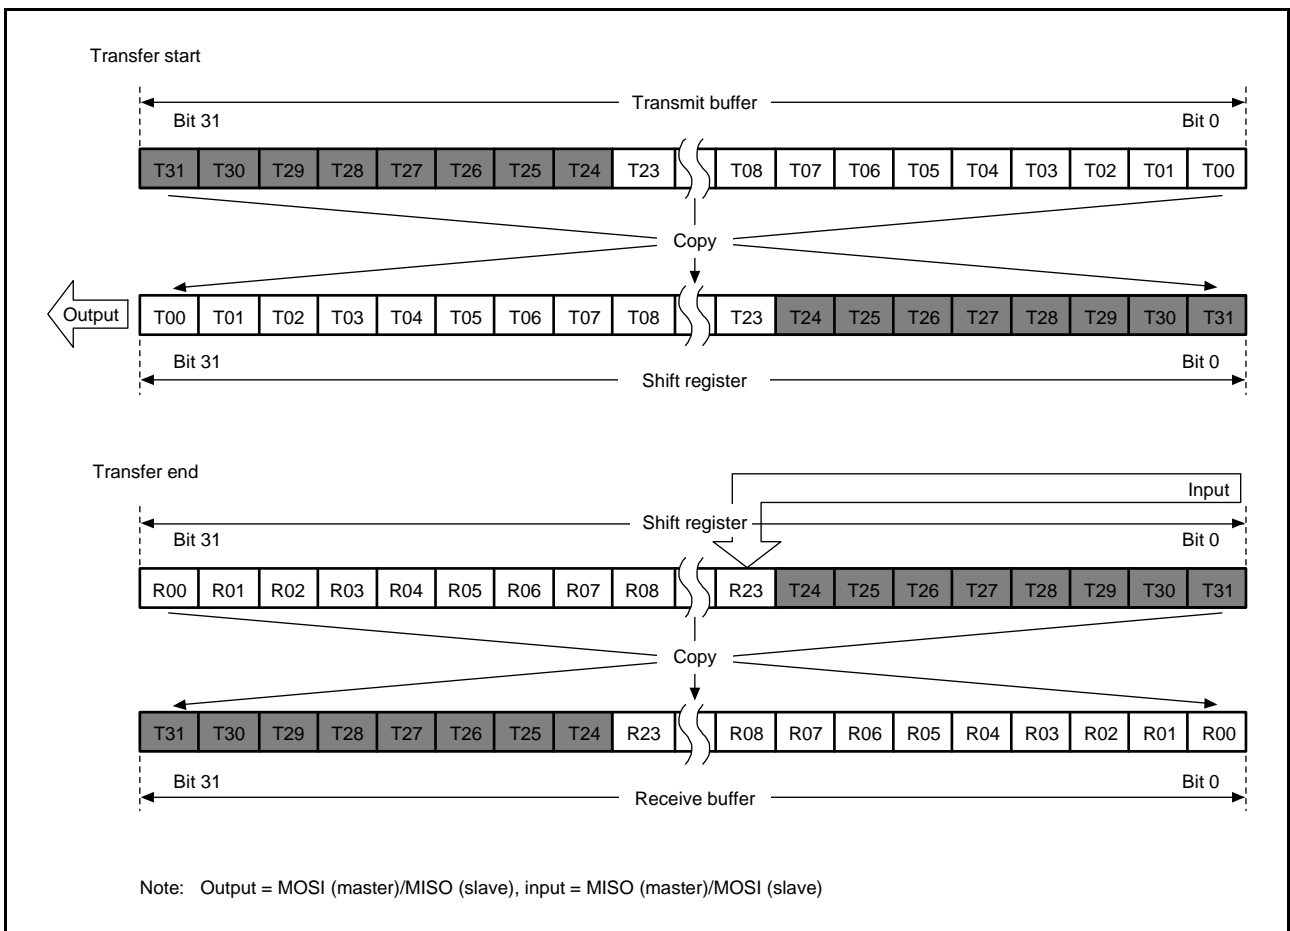 Transfer start
Transmit buffer
Bit 31 Bit 0
T31 T30 T29 T28 T27 T26 T25 T24 T23 T08 T07 T06 T05 T04 T03 T02 T01 T00
Copy
Output T00 T01 T02 T03 T04 T05 T06 T07 T08 T23 T24 T25 T26 T27 T28 T29 T30 T31
Bit 31 Bit 0
Shift register
Transfer end
Input
Shift register
Bit 31 Bit 0
R00 R01 R02 R03 R04 R05 R06 R07 R08 R23 T24 T25 T26 T27 T28 T29 T30 T31
Copy
T31 T30 T29 T28 T27 T26 T25 T24 R23 R08 R07 R06 R05 R04 R03 R02 R01 R00
Bit 31 Bit 0
Receive buffer
Note: Output = MOSI (master)/MISO (slave), input = MISO (master)/MOSI (slave)